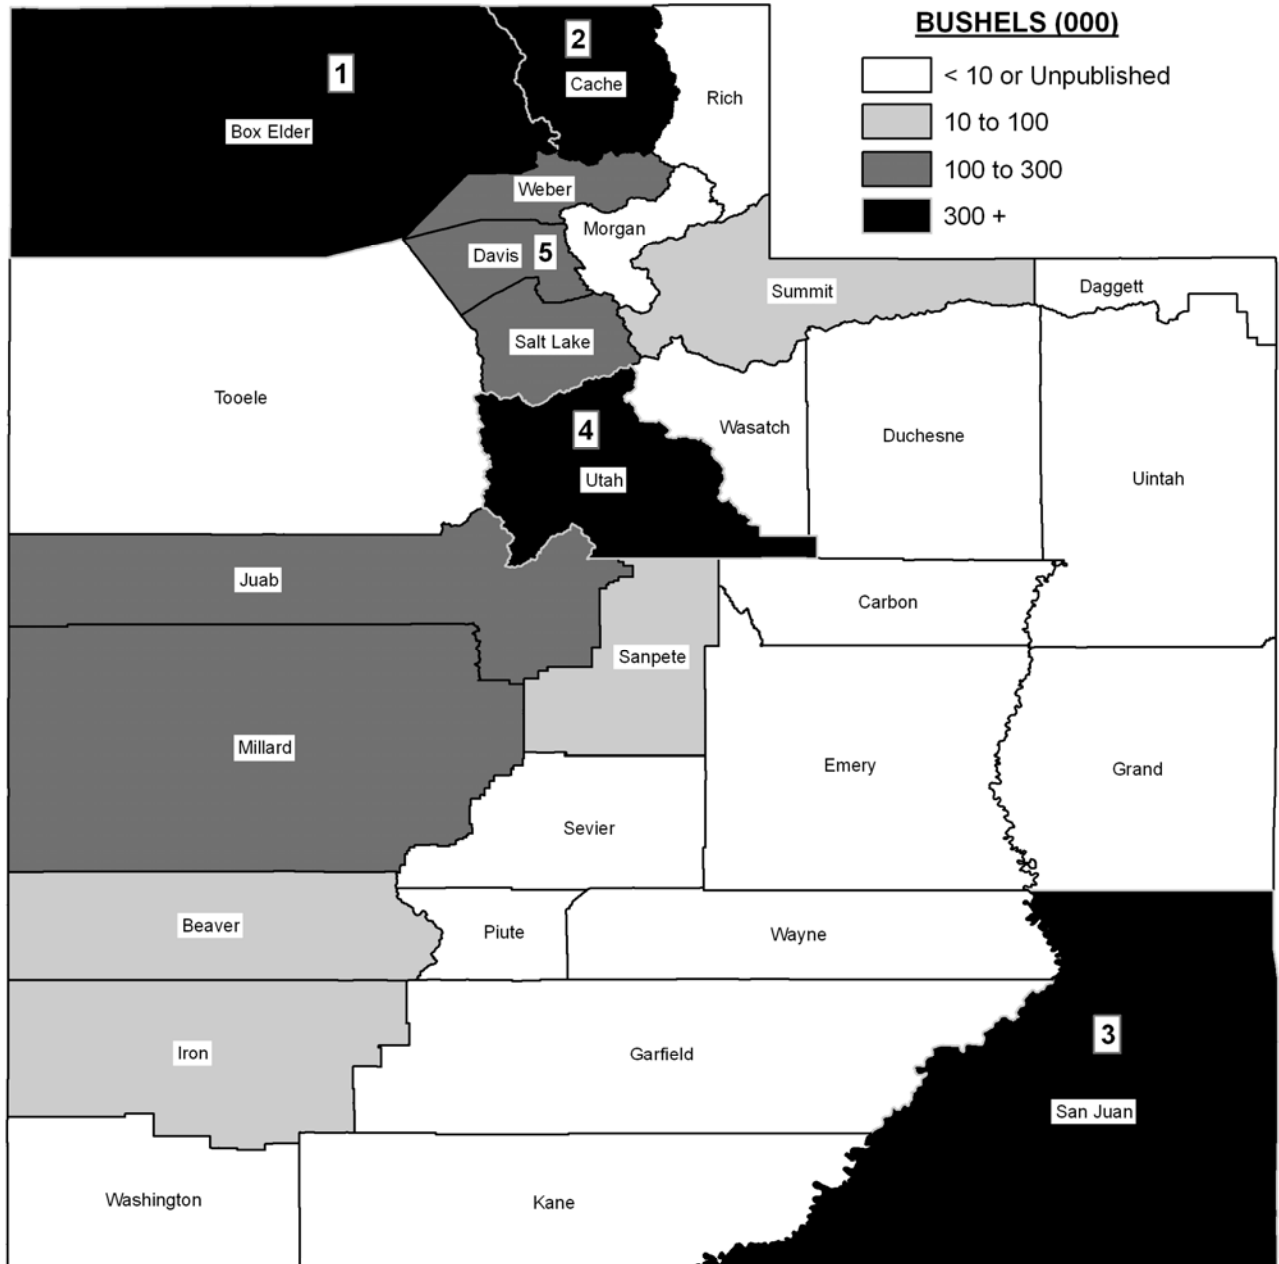 BUSHELS (000)
< 10 or Unpublished
10 to 100
100 to 300
300 +
1
Box Elder
2
Cache
Rich
Weber
Morgan
Davis
5
Summit
Daggett
Salt Lake
Tooele
4
Utah
Wasatch
Duchesne
Uintah
Juab
Carbon
Sanpete
Millard
Emery
Grand
Sevier
Beaver
Piute
Wayne
Iron
Garfield
3
San Juan
Washington
Kane